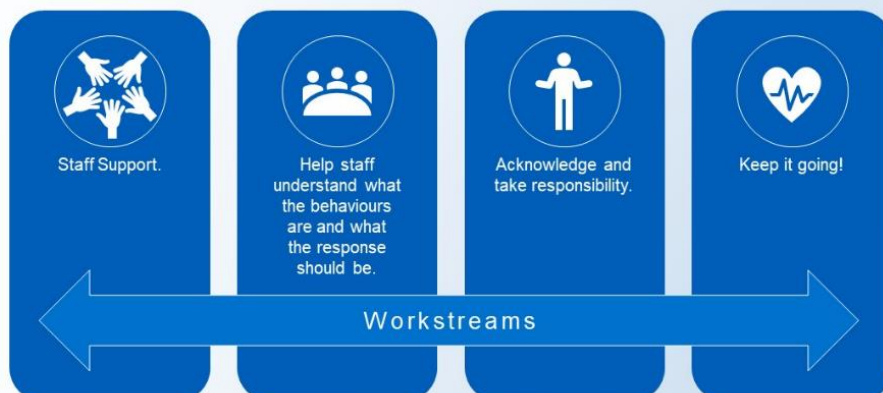 Staff Support.
Help staff
understand what
the behaviours
are and what
the response
should be.
Acknowledge and
take responsibility.
Keep it going!
Workstreams